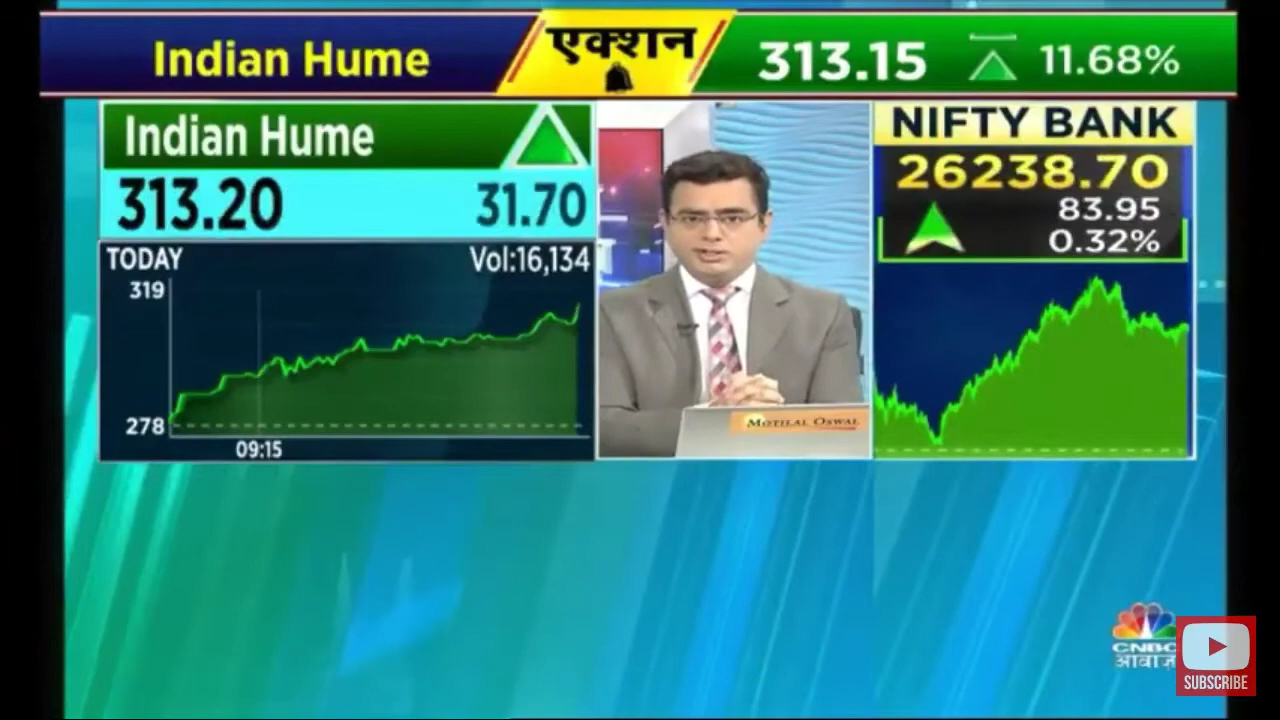 Indian Hume
एक्शन
313.15 11.68%
Indian Hume
313.20 31.70
TODAY Vol:16,134
319
278
09:15
MOTILAL OSWAL
NIFTY BANK
26238.70
83.95
0.32%
CNBC
आवाज़
SUBSCRIBE